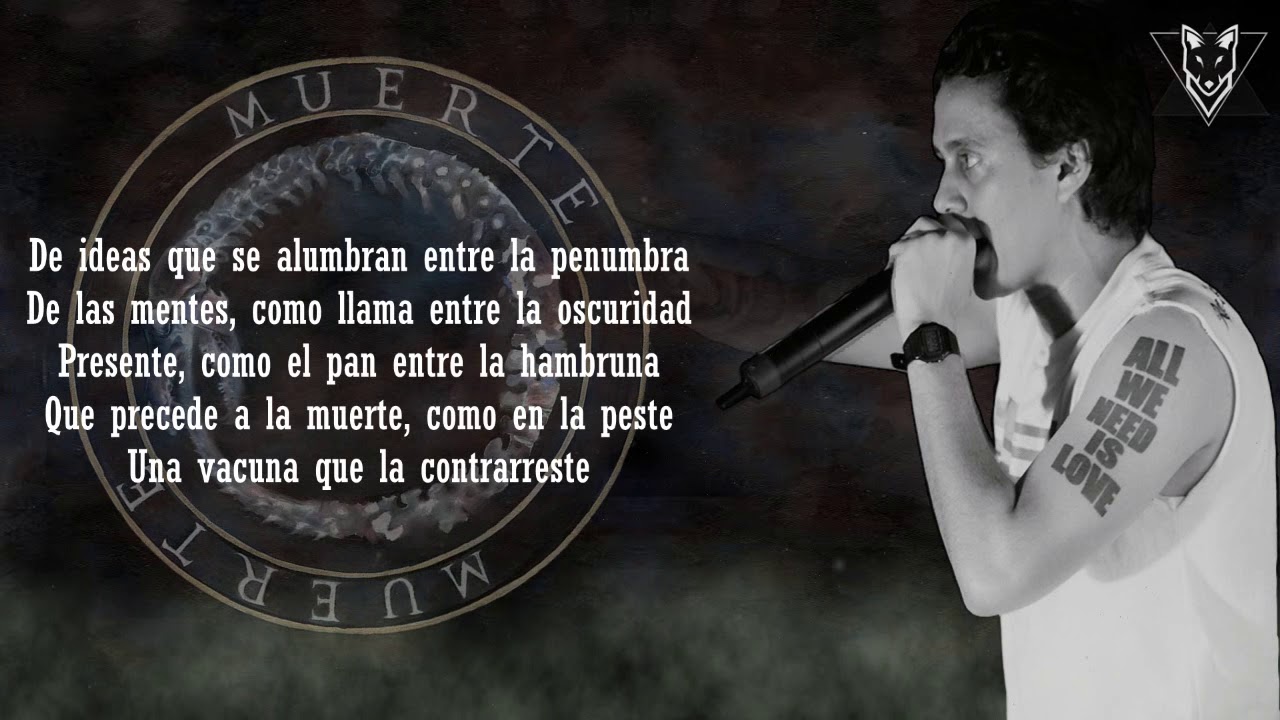 MUERTE
De ideas que se alumbran entre la penumbra
De las mentes, como llama entre la oscuridad
Presente, como el pan entre la hambruna
Que precede a la muerte, como en la peste
Una vacuna que la contrarreste
MUERTE
ALL
WE
NEED
IS
LOVE